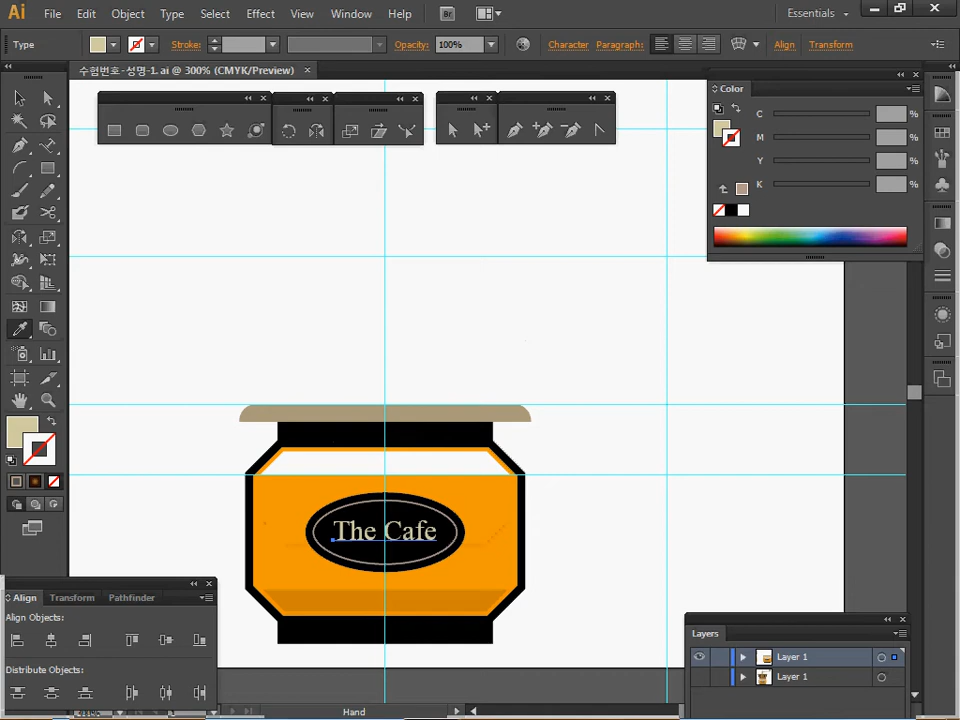 Ai File Edit Object Type Select Effect View Window Help Br Essentials
Type Stroke: Opacity: 100% Character Paragraph: Align Transform
수험번호-성명-1.ai @ 300% (CMYK/Preview)
Color
C %
M %
Y %
K %
The Cafe
Align Transform Pathfinder
Align Objects:
Distribute Objects:
Layers
Layer 1
Layer 1
Hand